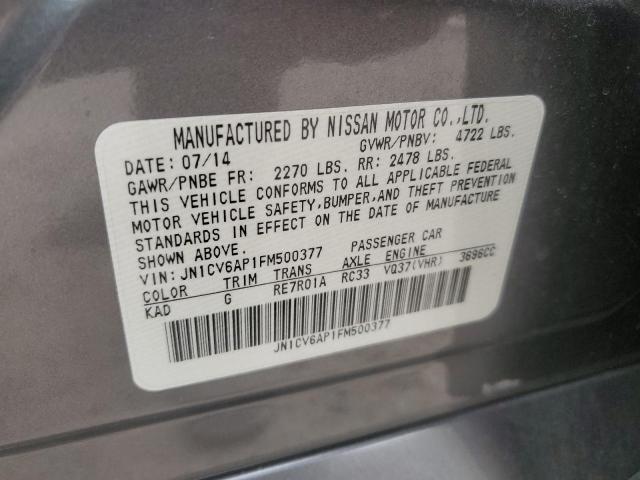 MANUFACTURED BY NISSAN MOTOR CO.,LTD.
DATE: 07/14 GVWR/PNBV: 4722 LBS.
GAWR/PNBE FR: 2270 LBS. RR: 2478 LBS.
THIS VEHICLE CONFORMS TO ALL APPLICABLE FEDERAL
MOTOR VEHICLE SAFETY,BUMPER,AND THEFT PREVENTION
STANDARDS IN EFFECT ON THE DATE OF MANUFACTURE
SHOWN ABOVE.
VIN: JN1CV6AP1FM500377 PASSENGER CAR
COLOR TRIM TRANS AXLE ENGINE
KAD G RE7R01A RC33 VQ37(VHR) 3696CC
JN1CV6AP1FM500377